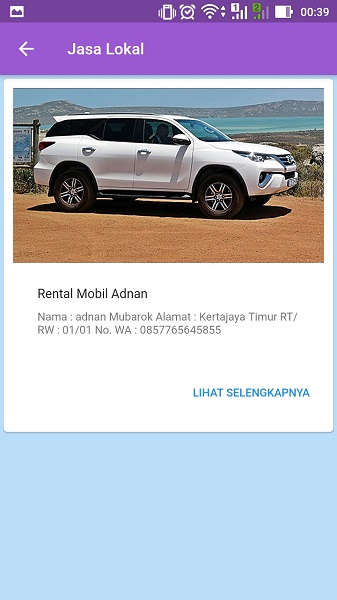 00:39
Jasa Lokal
Rental Mobil Adnan
Nama : adnan Mubarok Alamat : Kertajaya Timur RT/
RW : 01/01 No. WA : 0857765645855
LIHAT SELENGKAPNYA